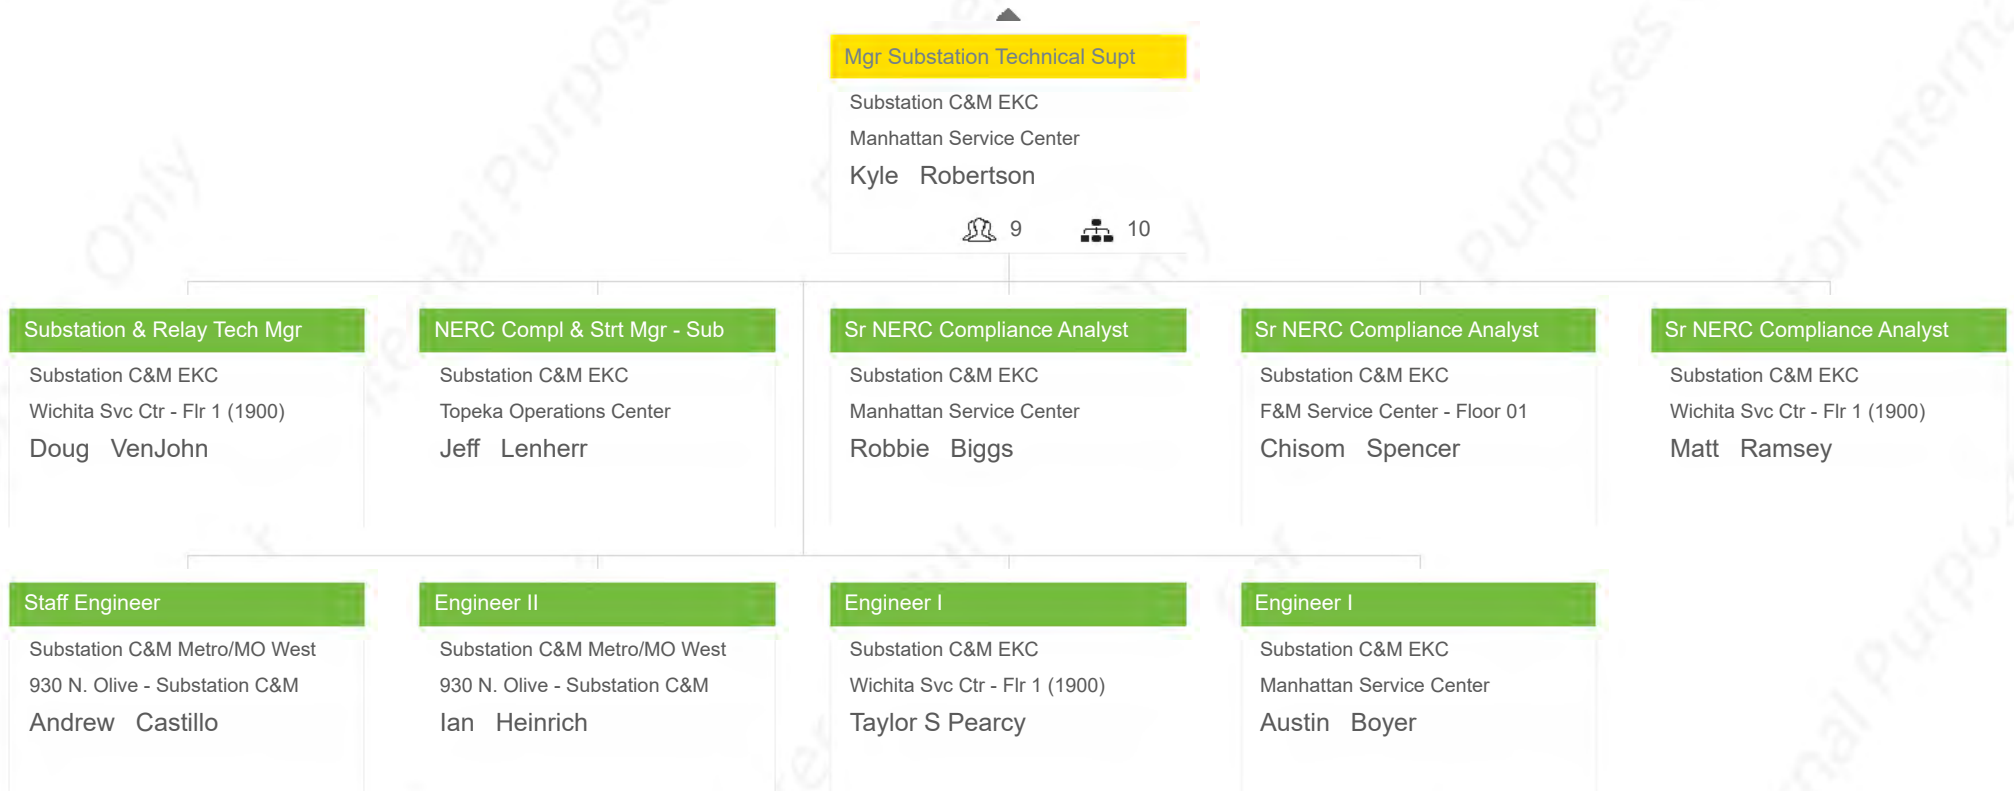 Mgr Substation Technical Supt
Substation C&M EKC
Manhattan Service Center
Kyle Robertson
9 10
Substation & Relay Tech Mgr
Substation C&M EKC
Wichita Svc Ctr - Flr 1 (1900)
Doug VenJohn
NERC Compl & Strt Mgr - Sub
Substation C&M EKC
Topeka Operations Center
Jeff Lenherr
Sr NERC Compliance Analyst
Substation C&M EKC
Manhattan Service Center
Robbie Biggs
Sr NERC Compliance Analyst
Substation C&M EKC
F&M Service Center - Floor 01
Chisom Spencer
Sr NERC Compliance Analyst
Substation C&M EKC
Wichita Svc Ctr - Flr 1 (1900)
Matt Ramsey
Staff Engineer
Substation C&M Metro/MO West
930 N. Olive - Substation C&M
Andrew Castillo
Engineer II
Substation C&M Metro/MO West
930 N. Olive - Substation C&M
Ian Heinrich
Engineer I
Substation C&M EKC
Wichita Svc Ctr - Flr 1 (1900)
Taylor S Pearcy
Engineer I
Substation C&M EKC
Manhattan Service Center
Austin Boyer